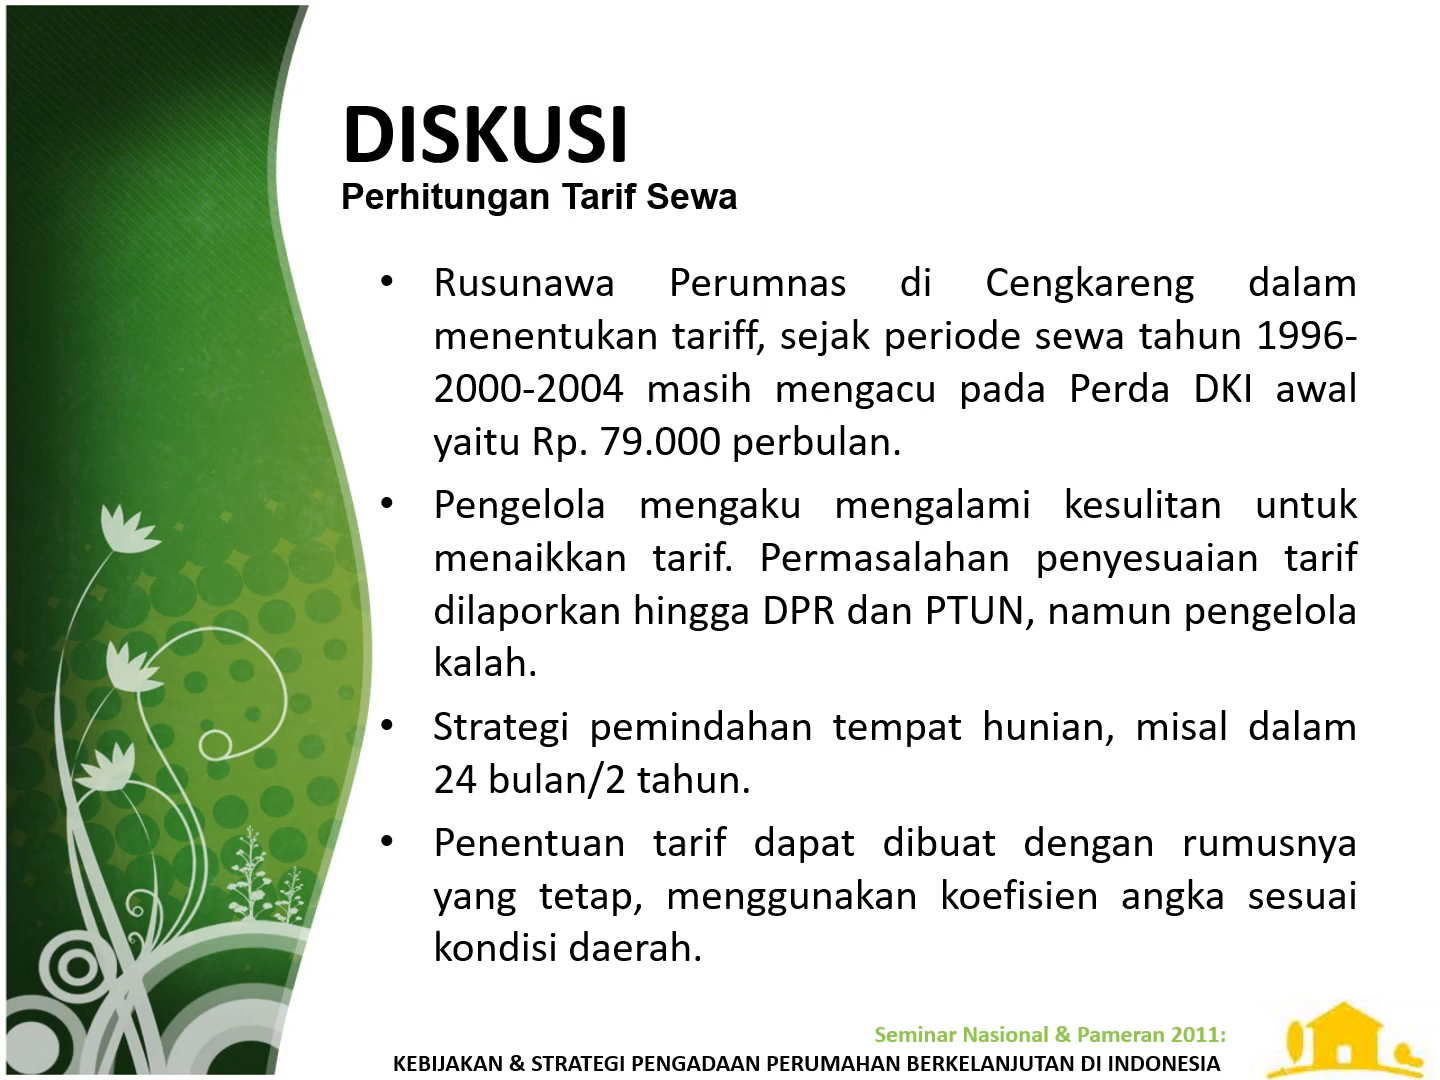 DISKUSI
Perhitungan Tarif Sewa
• Rusunawa Perumnas di Cengkareng dalam
menentukan tariff, sejak periode sewa tahun 1996-
2000-2004 masih mengacu pada Perda DKI awal
yaitu Rp. 79.000 perbulan.
• Pengelola mengaku mengalami kesulitan untuk
menaikkan tarif. Permasalahan penyesuaian tarif
dilaporkan hingga DPR dan PTUN, namun pengelola
kalah.
• Strategi pemindahan tempat hunian, misal dalam
24 bulan/2 tahun.
• Penentuan tarif dapat dibuat dengan rumusnya
yang tetap, menggunakan koefisien angka sesuai
kondisi daerah.
Seminar Nasional & Pameran 2011:
KEBIJAKAN & STRATEGI PENGADAAN PERUMAHAN BERKELANJUTAN DI INDONESIA